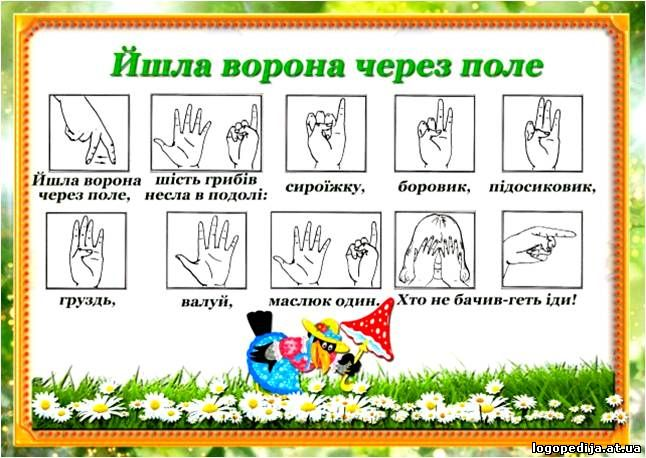 Йшла ворона через поле
Йшла ворона
через поле,
шість грибів
несла в подолі:
сироїжку,
боровик,
підосиковик,
груздь,
валуй,
маслюк один.
Хто не бачив-геть іди!
logopedija.at.ua